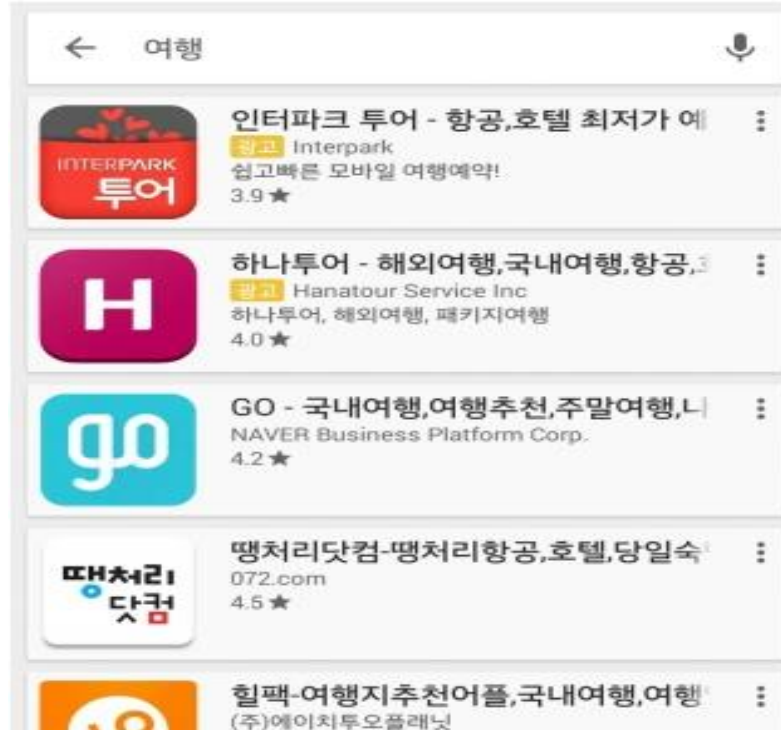 여행
인터파크 투어 - 항공,호텔 최저가 예
광고 Interpark
쉽고빠른 모바일 여행예약!
3.9★
INTERPARK
투어
하나투어 - 해외여행,국내여행,항공,
광고 Hanatour Service Inc
하나투어, 해외여행, 패키지여행
4.0★
H
GO - 국내여행,여행추천,주말여행,나
NAVER Business Platform Corp.
4.2★
go
땡처리닷컴-땡처리항공,호텔,당일숙
072.com
4.5★
땡처리
닷컴
힐팩-여행지추천어플,국내여행,여행
(주)에이치투오플래닛